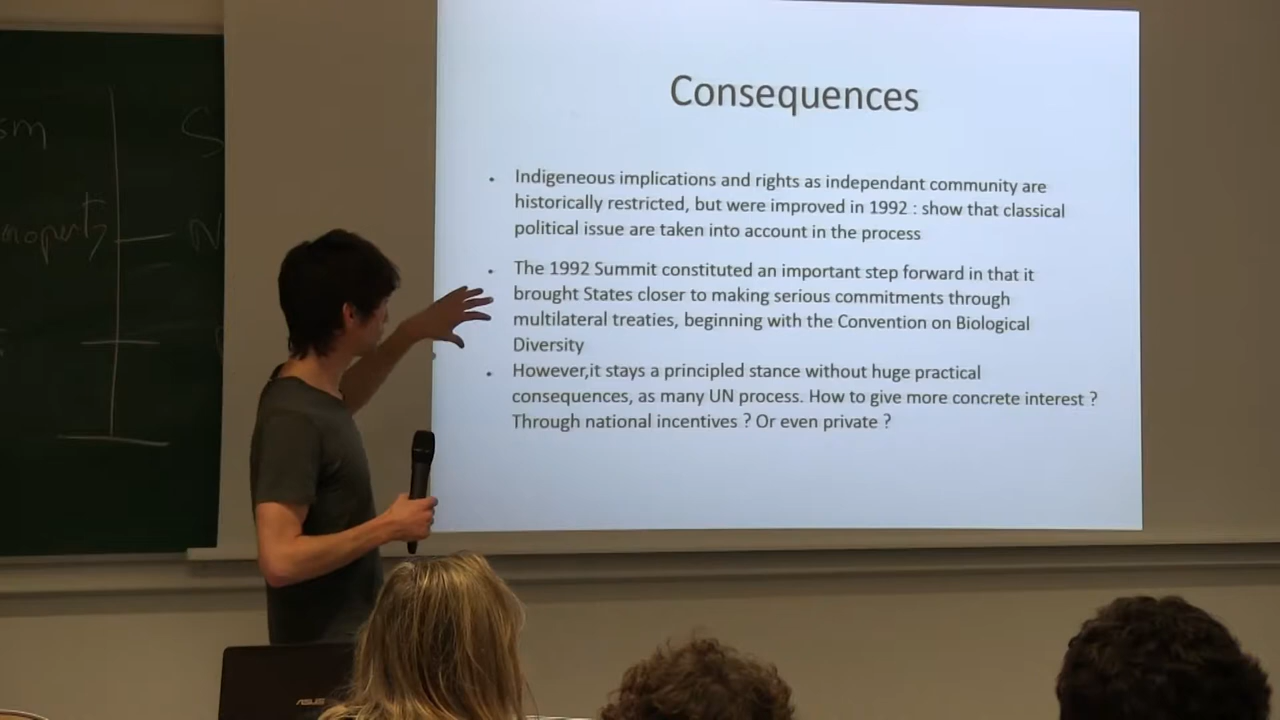 Consequences
Indigeneous implications and rights as independant community are
historically restricted, but were improved in 1992 : show that classical
political issue are taken into account in the process
The 1992 Summit constituted an important step forward in that it
brought States closer to making serious commitments through
multilateral treaties, beginning with the Convention on Biological
Diversity
However,it stays a principled stance without huge practical
consequences, as many UN process. How to give more concrete interest ?
Through national incentives ? Or even private ?
ASUS